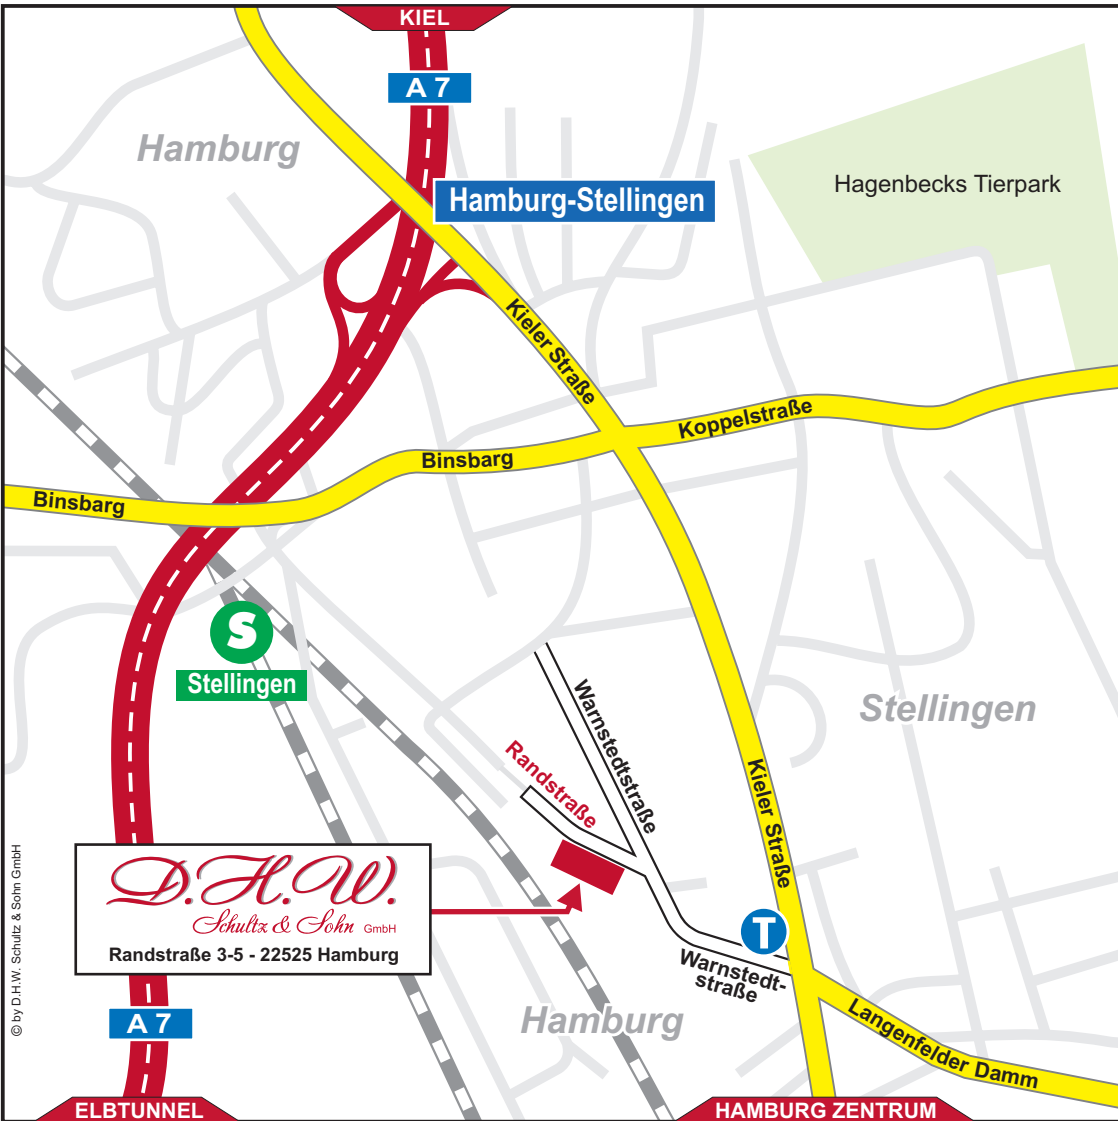 KIEL
A 7
Hamburg
Hamburg-Stellingen
Hagenbecks Tierpark
Kieler Straße
Koppelstraße
Binsbarg
Binsbarg
S
Stellingen
Warnstedtstraße
Stellingen
Randstraße
Kieler Straße
D.H.W.
Schultz & Sohn GmbH
Randstraße 3-5 - 22525 Hamburg
T
Warnstedt-
straße
© by D.H.W. Schultz & Sohn GmbH
A 7
Hamburg
Langenfelder Damm
ELBTUNNEL
HAMBURG ZENTRUM